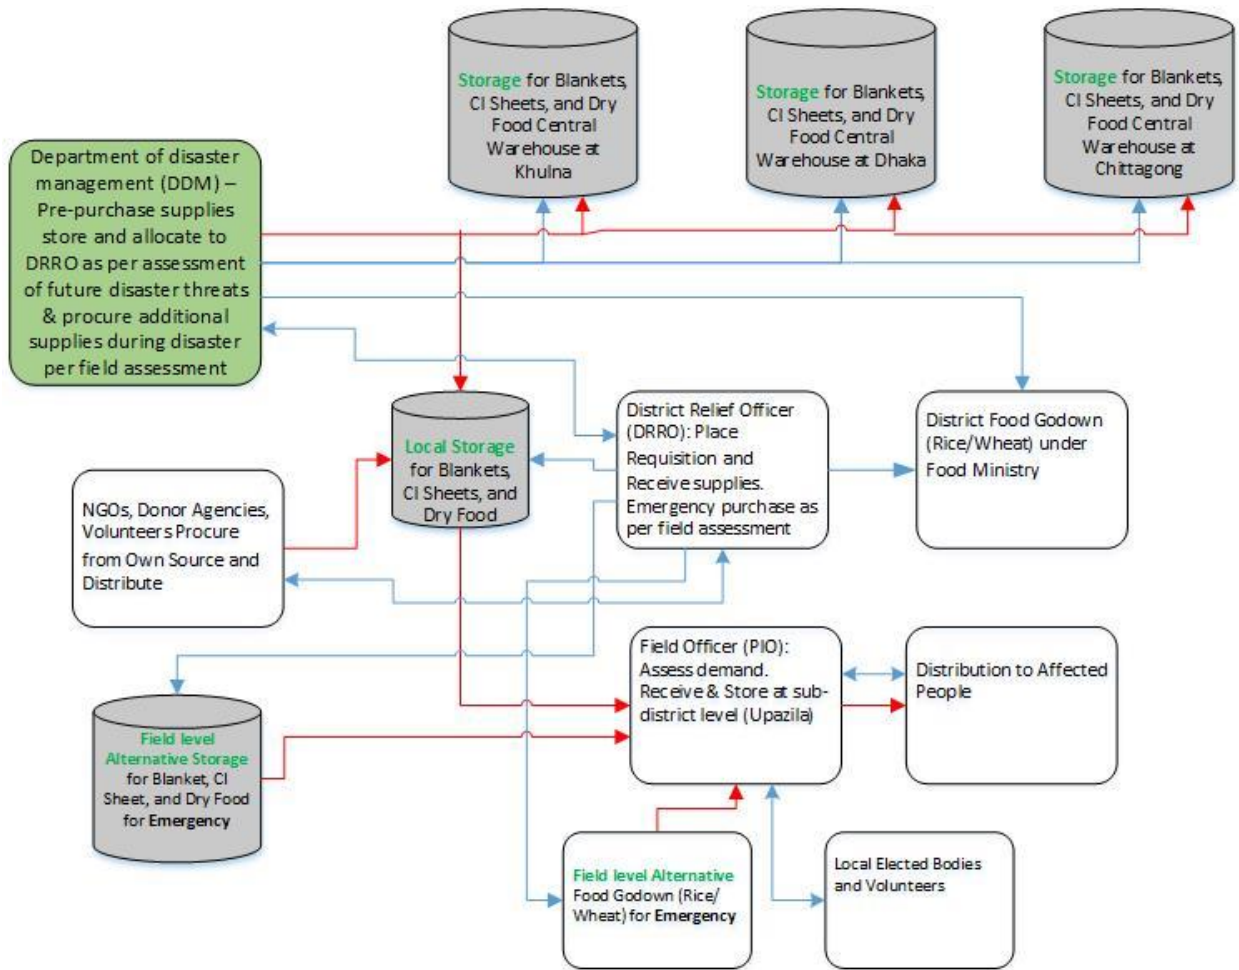 Storage for Blankets,
CI Sheets, and Dry
Food Central
Warehouse at
Khulna
Storage for Blankets,
CI Sheets, and Dry
Food Central
Warehouse at Dhaka
Storage for Blankets,
CI Sheets, and Dry
Food Central
Warehouse at
Chittagong
Department of disaster
management (DDM) –
Pre-purchase supplies
store and allocate to
DRRO as per assessment
of future disaster threats
& procure additional
supplies during disaster
per field assessment
Local Storage
for Blankets,
CI Sheets, and
Dry Food
District Relief Officer
(DRRO): Place
Requisition and
Receive supplies.
Emergency purchase as
per field assessment
District Food Godown
(Rice/Wheat) under
Food Ministry
NGOs, Donor Agencies,
Volunteers Procure
from Own Source and
Distribute
Field Officer (PIO):
Assess demand.
Receive & Store at sub-
district level (Upazila)
Distribution to Affected
People
Field level
Alternative Storage
for Blanket, CI
Sheet, and Dry Food
for Emergency
Field level Alternative
Food Godown (Rice/
Wheat) for Emergency
Local Elected Bodies
and Volunteers